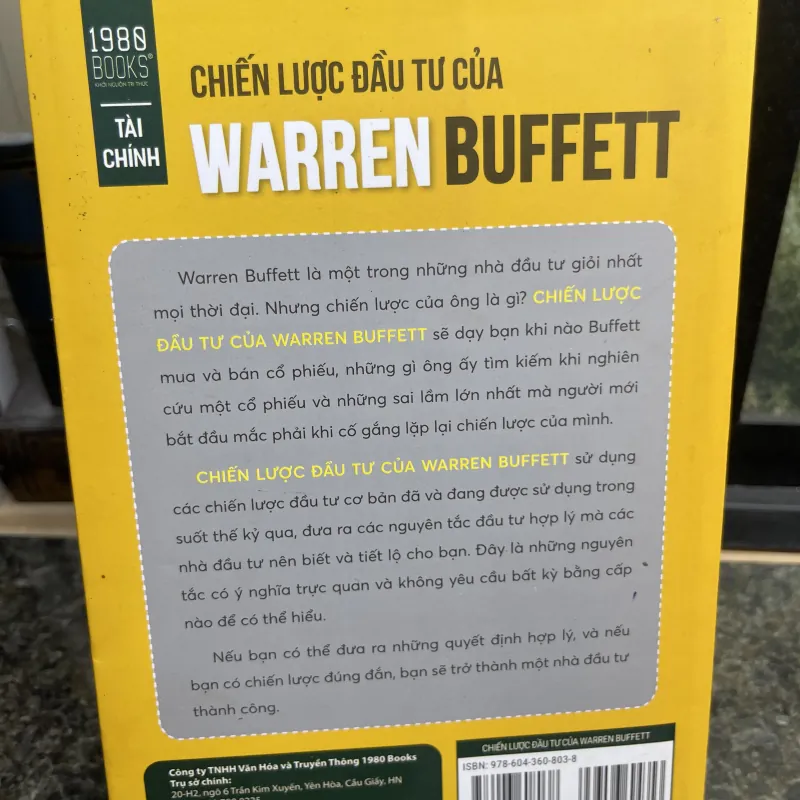 1980
BOOKS®
KHƠI NGUỒN TRI THỨC
TÀI
CHÍNH
CHIẾN LƯỢC ĐẦU TƯ CỦA
WARREN BUFFETT
Warren Buffett là một trong những nhà đầu tư giỏi nhất
mọi thời đại. Nhưng chiến lược của ông là gì? CHIẾN LƯỢC
ĐẦU TƯ CỦA WARREN BUFFETT sẽ dạy bạn khi nào Buffett
mua và bán cổ phiếu, những gì ông ấy tìm kiếm khi nghiên
cứu một cổ phiếu và những sai lầm lớn nhất mà người mới
bắt đầu mắc phải khi cố gắng lặp lại chiến lược của mình.
CHIẾN LƯỢC ĐẦU TƯ CỦA WARREN BUFFETT sử dụng
các chiến lược đầu tư cơ bản đã và đang được sử dụng trong
suốt thế kỷ qua, đưa ra các nguyên tắc đầu tư hợp lý mà các
nhà đầu tư nên biết và tiết lộ cho bạn. Đây là những nguyên
tắc có ý nghĩa trực quan và không yêu cầu bất kỳ bằng cấp
nào để có thể hiểu.
Nếu bạn có thể đưa ra những quyết định hợp lý, và nếu
bạn có chiến lược đúng đắn, bạn sẽ trở thành một nhà đầu tư
thành công.
Công ty TNHH Văn Hóa và Truyền Thông 1980 Books
Trụ sở chính:
20-H2, ngõ 6 Trần Kim Xuyến, Yên Hòa, Cầu Giấy, HN
CHIẾN LƯỢC ĐẦU TƯ CỦA WARREN BUFFETT
ISBN: 978-604-360-803-8